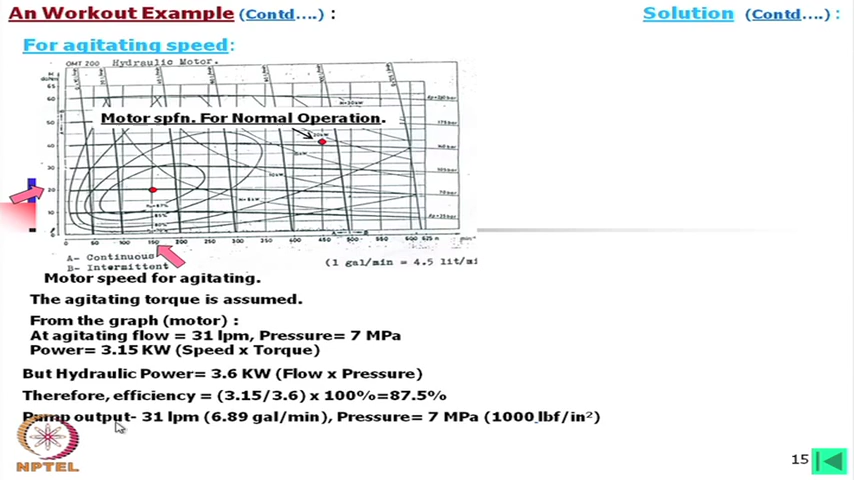 An Workout Example (Contd....) :
Solution (Contd....) :
For agitating speed:
OMT 200 Hydraulic Motor.
Motor spfn. For Normal Operation.
A- Continuous
B- Intermittent
(1 gal/min = 4.5 lit/mi
Motor speed for agitating.
The agitating torque is assumed.
From the graph (motor) :
At agitating flow = 31 lpm, Pressure= 7 MPa
Power= 3.15 KW (Speed x Torque)
But Hydraulic Power= 3.6 KW (Flow x Pressure)
Therefore, efficiency = (3.15/3.6) x 100%=87.5%
Pump output- 31 lpm (6.89 gal/min), Pressure= 7 MPa (1000 lbf/in²)
NPTEL
15